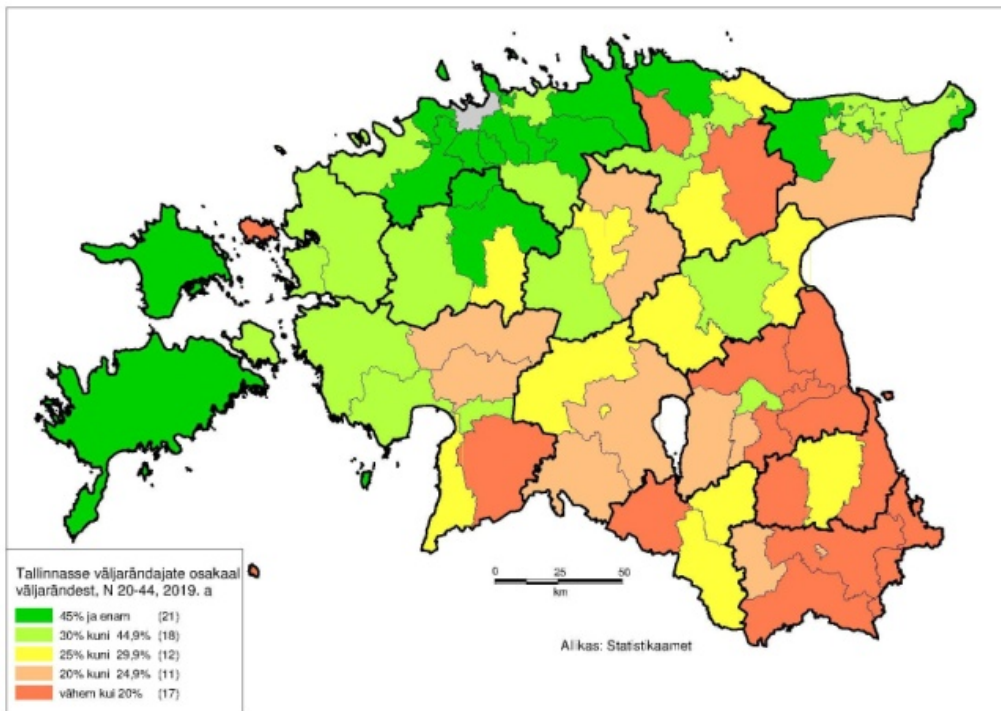 Tallinnasse väljarändajate osakaal
väljarändest, N 20-44, 2019. a
45% ja enam (21)
30% kuni 44,9% (18)
25% kuni 29,9% (12)
20% kuni 24,9% (11)
vähem kui 20% (17)
0 25 50
km
Allikas: Statistikaamet